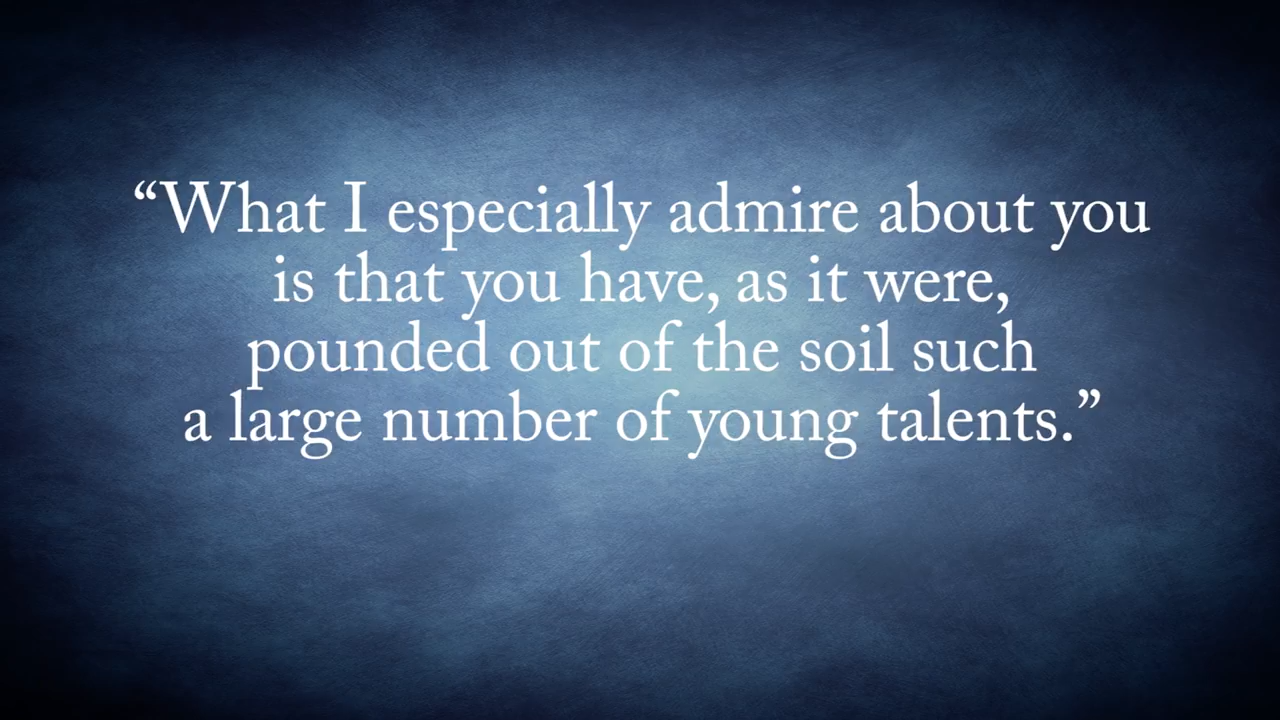 “What I especially admire about you
is that you have, as it were,
pounded out of the soil such
a large number of young talents.”